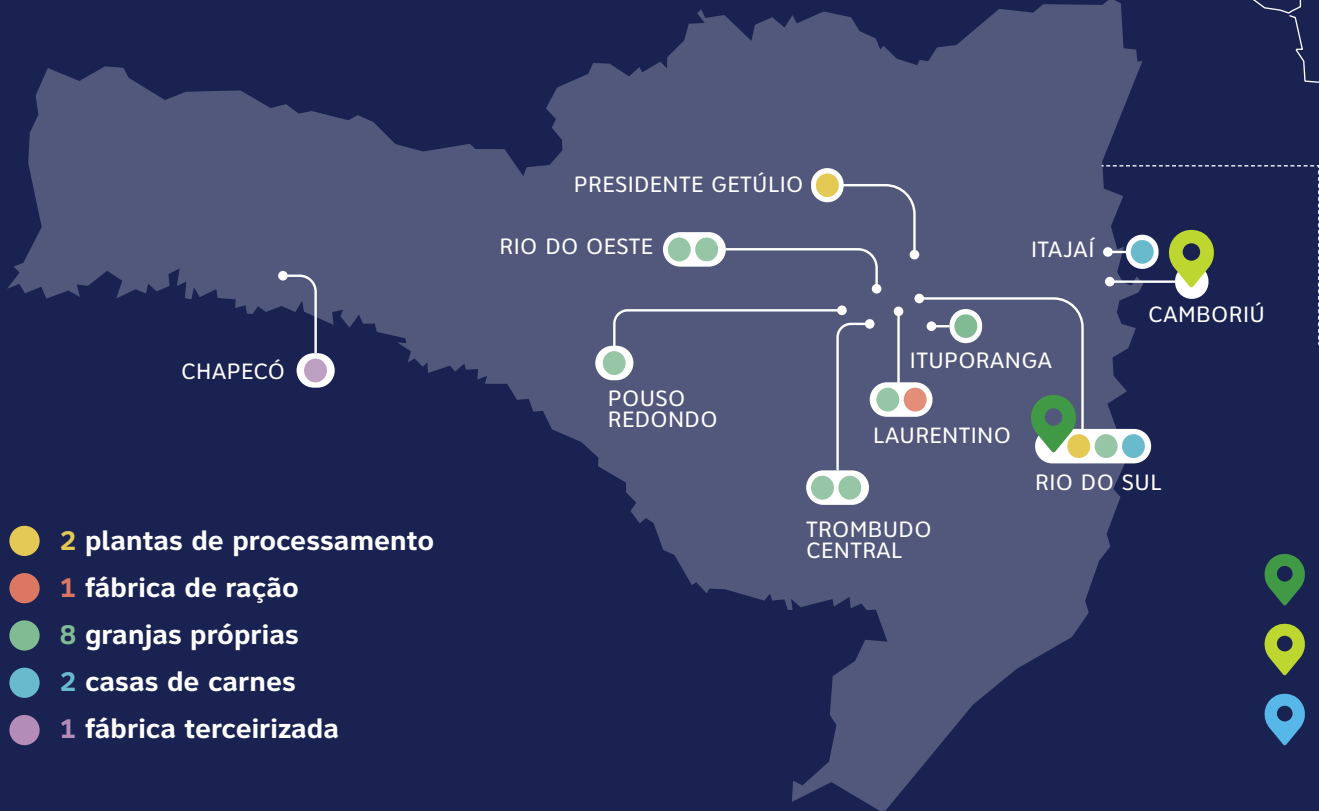 PRESIDENTE GETÚLIO
RIO DO OESTE
ITAJAÍ
CAMBORIÚ
CHAPECÓ
ITUPORANGA
POUSO
REDONDO
LAURENTINO
RIO DO SUL
TROMBUDO
CENTRAL
2 plantas de processamento
1 fábrica de ração
8 granjas próprias
2 casas de carnes
1 fábrica terceirizada